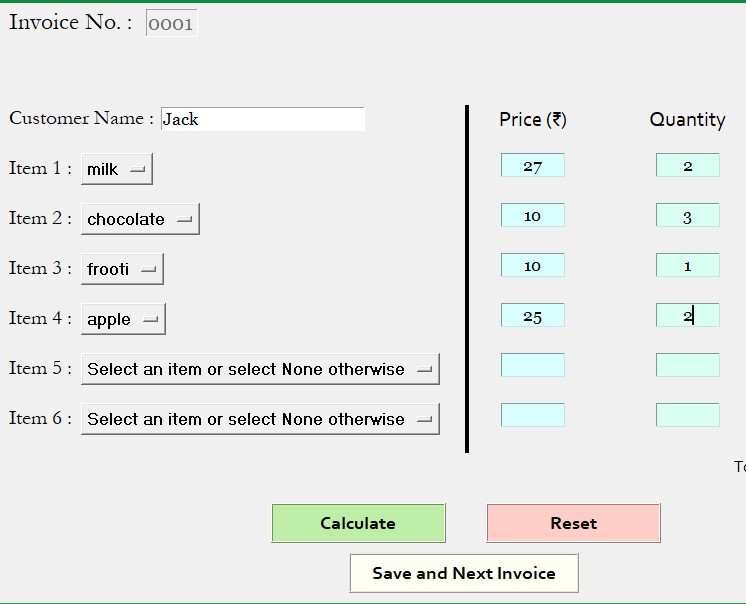 Invoice No. : 0001
Customer Name : Jack Price (₹) Quantity
Item 1 : milk 27 2
Item 2 : chocolate 10 3
Item 3 : frooti 10 1
Item 4 : apple 25 2
Item 5 : Select an item or select None otherwise
Item 6 : Select an item or select None otherwise
Calculate Reset
Save and Next Invoice